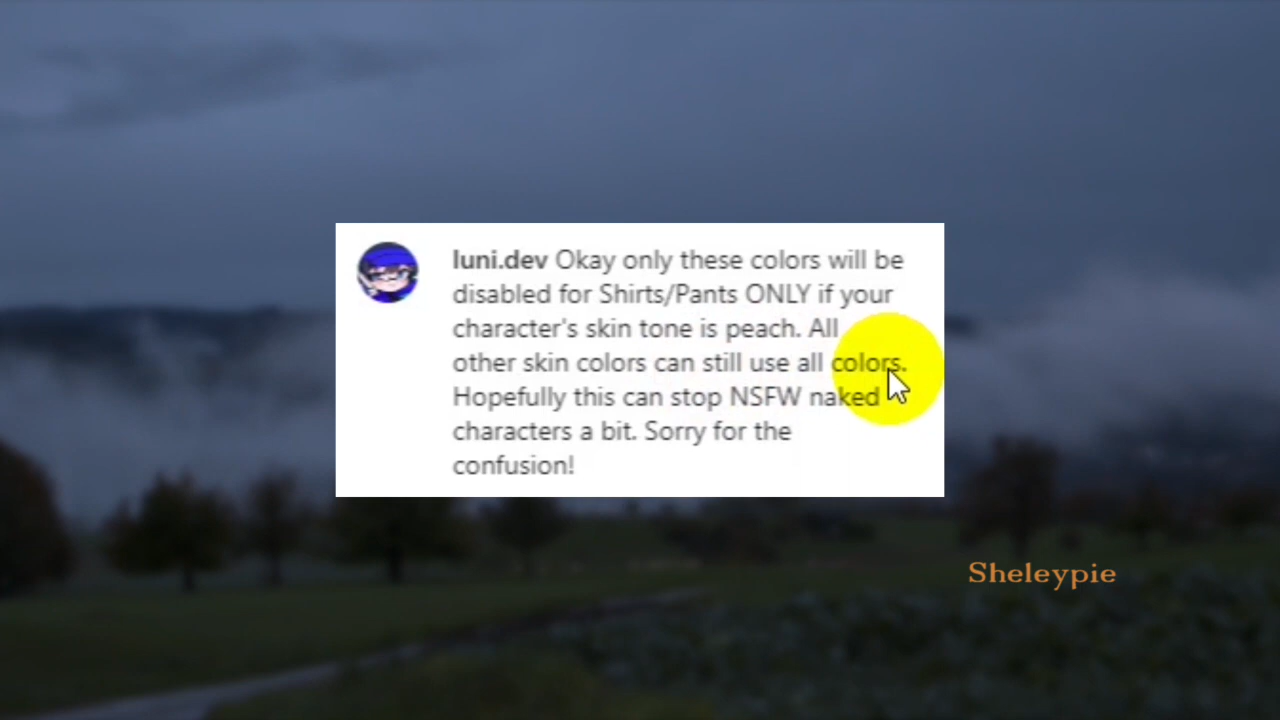 luni.dev Okay only these colors will be
disabled for Shirts/Pants ONLY if your
character's skin tone is peach. All
other skin colors can still use all colors.
Hopefully this can stop NSFW naked
characters a bit. Sorry for the
confusion!
Sheleypie